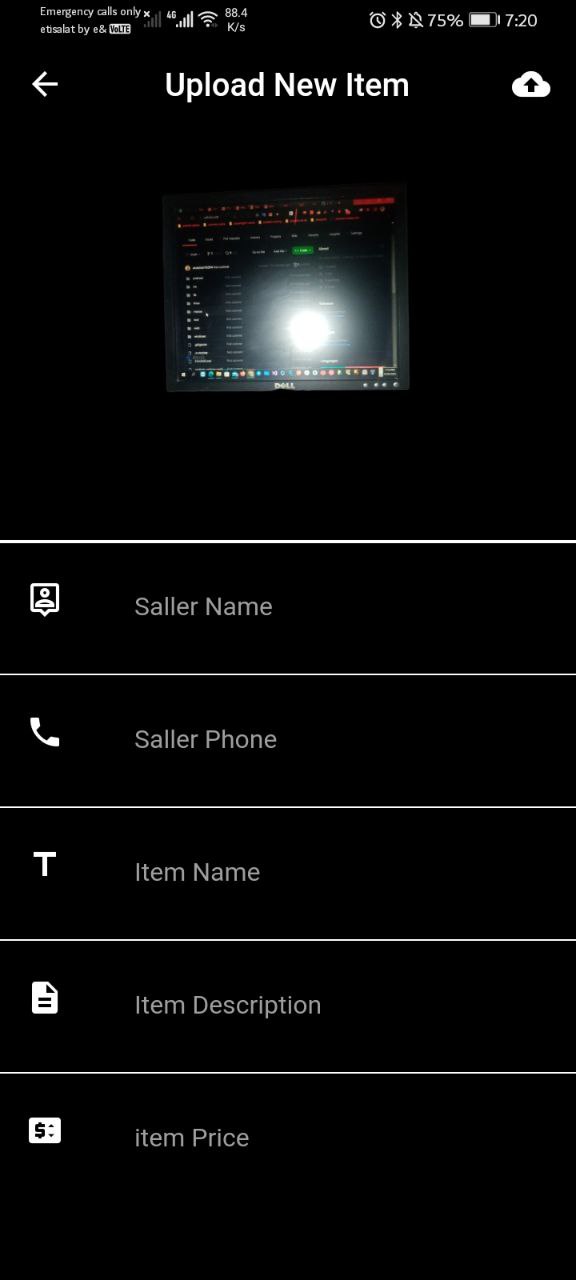 Emergency calls only
etisalat by e& VoLTE
4G
88.4
K/s
75%
7:20
Upload New Item
DELL
Saller Name
Saller Phone
Item Name
Item Description
item Price